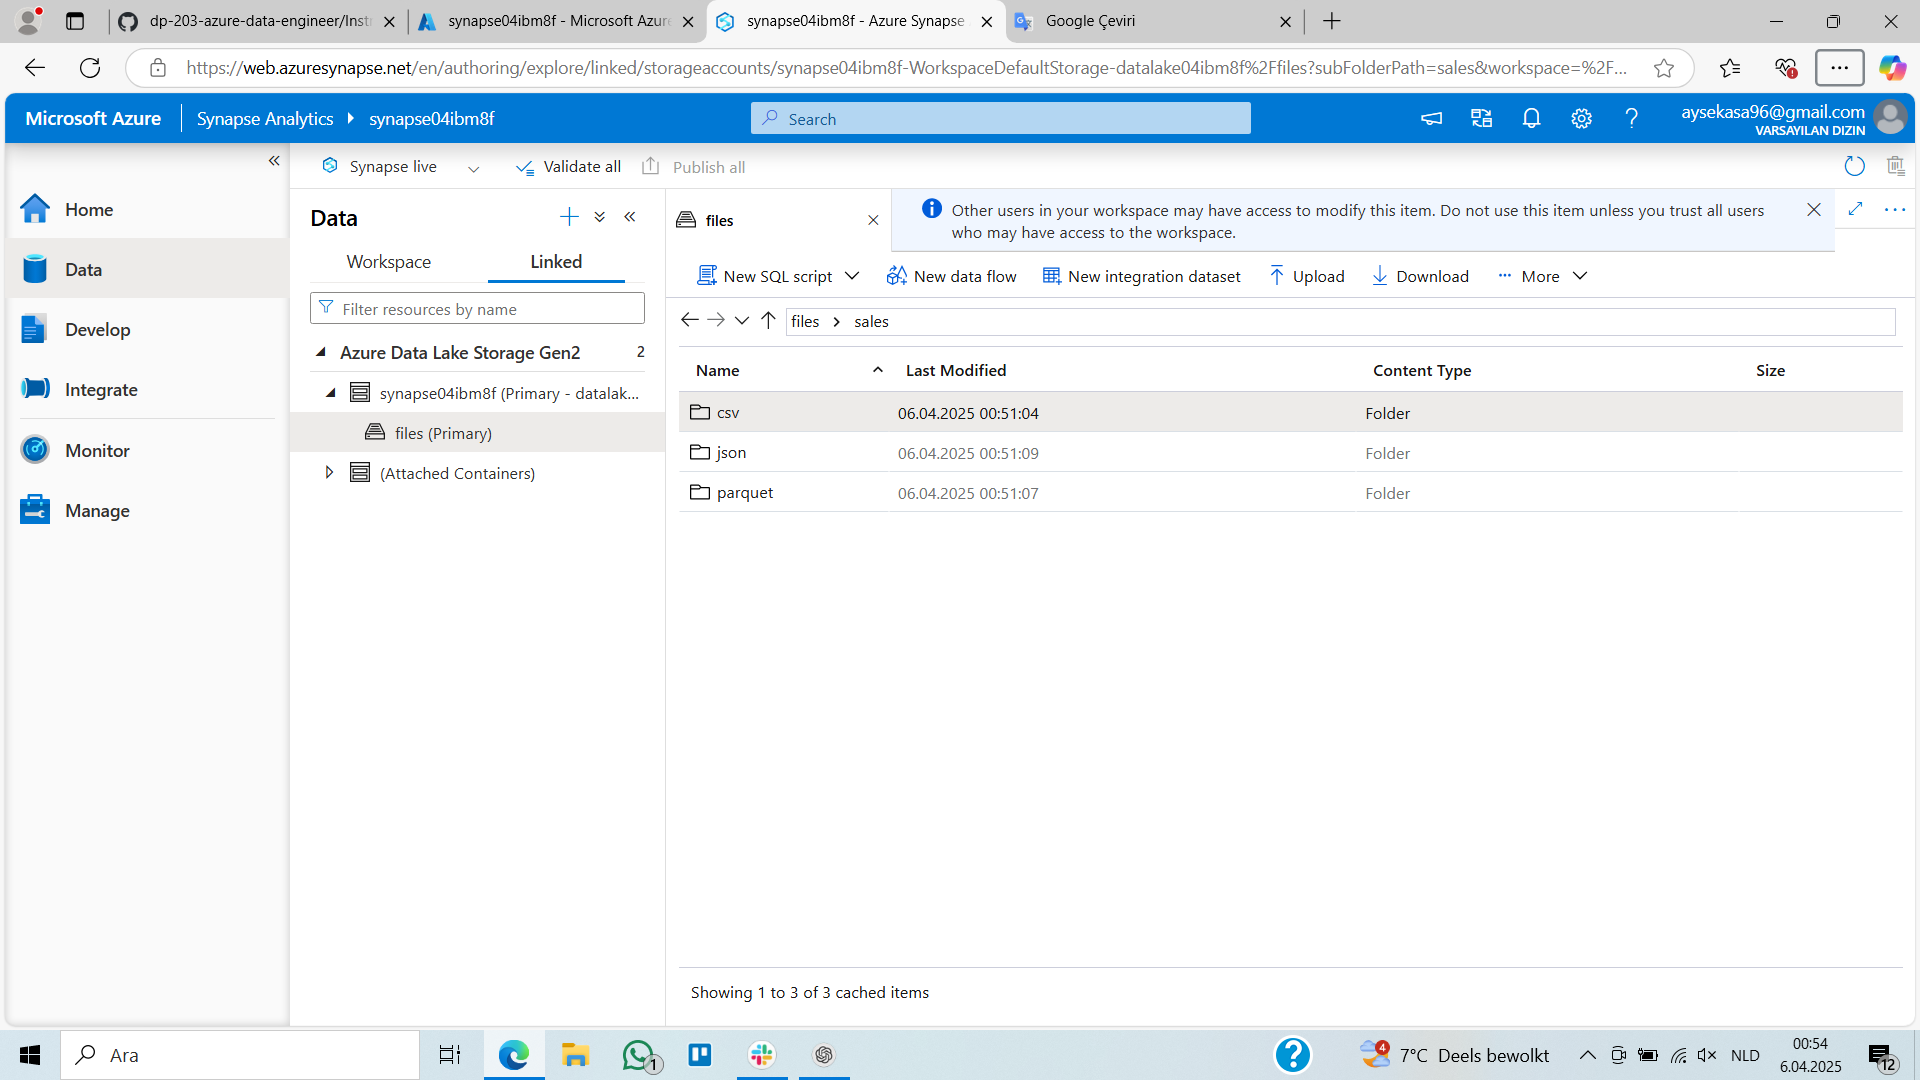 dp-203-azure-data-engineer/Inst
synapse04ibm8f - Microsoft Azure
synapse04ibm8f - Azure Synapse
Google Çeviri
https://web.azuresynapse.net/en/authoring/explore/linked/storageaccounts/synapse04ibm8f-WorkspaceDefaultStorage-datalake04ibm8f%2Ffiles?subFolderPath=sales&workspace=%2F...
Microsoft Azure
Synapse Analytics
synapse04ibm8f
Search
aysekasa96@gmail.com
VARSAYILAN DIZIN
Synapse live
Validate all
Publish all
Home
Data
Develop
Integrate
Monitor
Manage
Data
Workspace
Linked
Filter resources by name
Azure Data Lake Storage Gen2 2
synapse04ibm8f (Primary - datalak...
files (Primary)
(Attached Containers)
files
Other users in your workspace may have access to modify this item. Do not use this item unless you trust all users
who may have access to the workspace.
New SQL script
New data flow
New integration dataset
Upload
Download
More
files
sales
Name Last Modified Content Type Size
csv 06.04.2025 00:51:04 Folder
json 06.04.2025 00:51:09 Folder
parquet 06.04.2025 00:51:07 Folder
Showing 1 to 3 of 3 cached items
Ara
1
4
7°C Deels bewolkt
NLD
00:54
6.04.2025
12